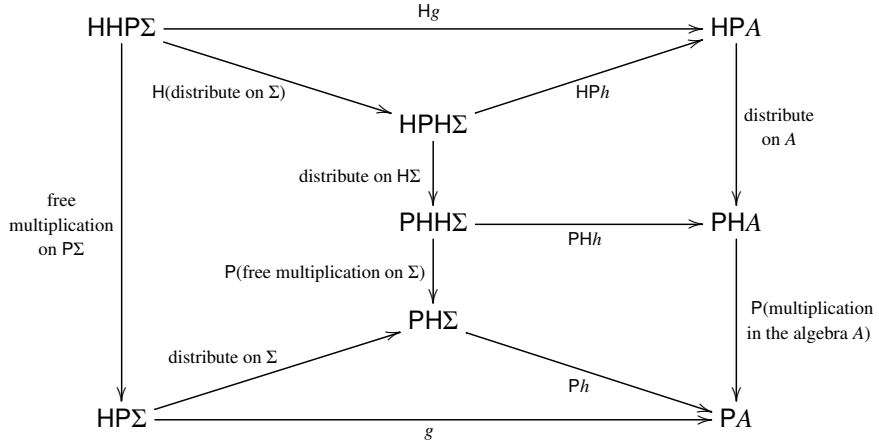 Hg
HHPΣ
HPA
H(distribute on Σ)
HPh
HPHΣ
distribute
on A
distribute on HΣ
free
multiplication
on PΣ
PHHΣ
PHA
PHh
P(free multiplication on Σ)
P(multiplication
in the algebra A)
PHΣ
distribute on Σ
Ph
HPΣ
PA
g